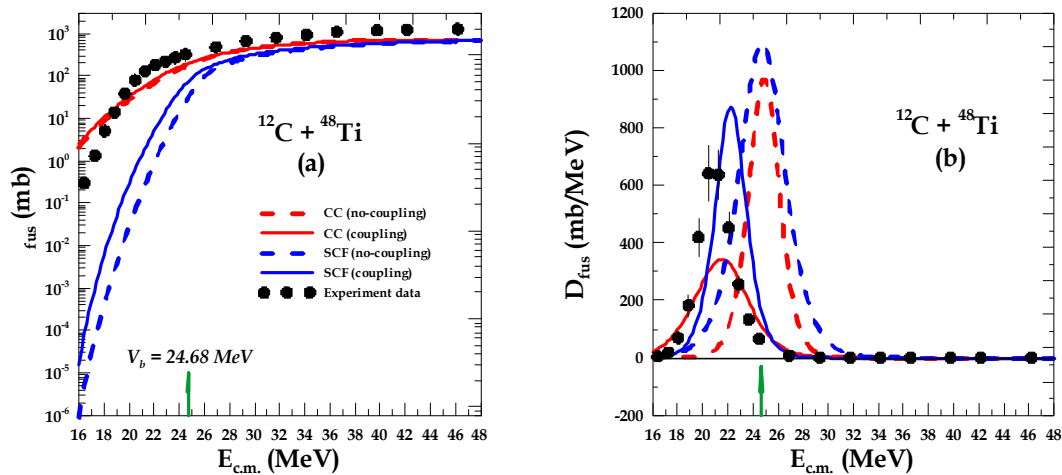 10³
10²
10¹
10⁰
10⁻¹
10⁻²
10⁻³
10⁻⁴
10⁻⁵
10⁻⁶
fus (mb)
¹²C + ⁴⁸Ti
(a)
CC (no-coupling)
CC (coupling)
SCF (no-coupling)
SCF (coupling)
Experiment data
V_b = 24.68 MeV
16 18 20 22 24 26 28 30 32 34 36 38 40 42 44 46 48
E_c.m. (MeV)
1200
1000
800
600
400
200
0
-200
D_fus (mb/MeV)
¹²C + ⁴⁸Ti
(b)
16 18 20 22 24 26 28 30 32 34 36 38 40 42 44 46 48
E_c.m. (MeV)